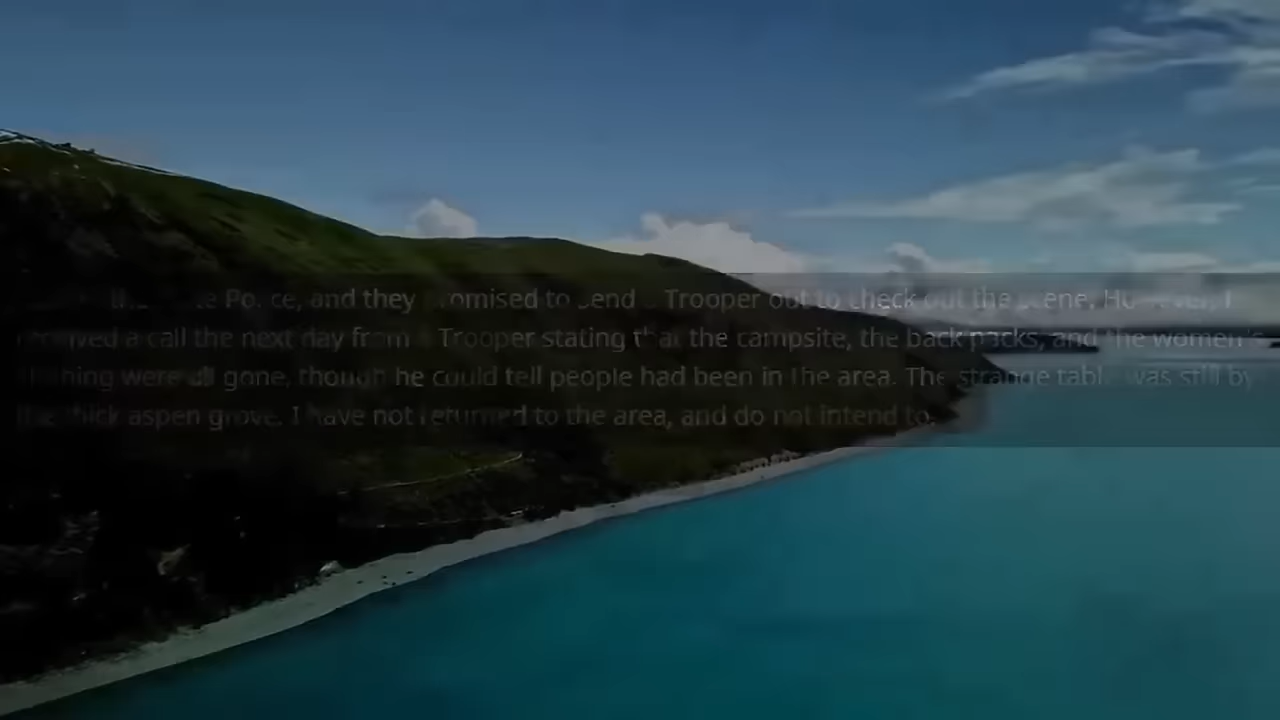 the State Police, and they promised to send a Trooper out to check out the scene. However, I
received a call the next day from a Trooper stating that the campsite, the back packs, and the women's
clothing were all gone, though he could tell people had been in the area. The strange table was still by
the thick aspen grove. I have not returned to the area, and do not intend to